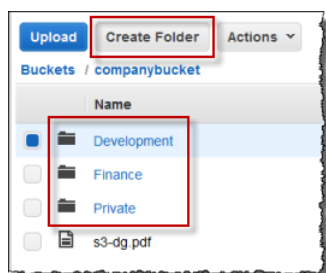 Upload Create Folder Actions
Buckets / companybucket
Name
Development
Finance
Private
s3-dg.pdf